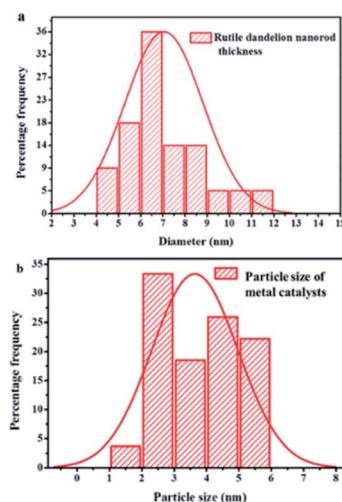 a
36
32
27
23
18
14
9
5
0
2 3 4 5 6 7 8 9 10 11 12 13 14 15
Percentage frequency
Rutile dandelion nanorod
thickness
Diameter (nm)
b
35
30
25
20
15
10
5
0
0 1 2 3 4 5 6 7 8
Percentage frequency
Particle size of
metal catalysts
Particle size (nm)